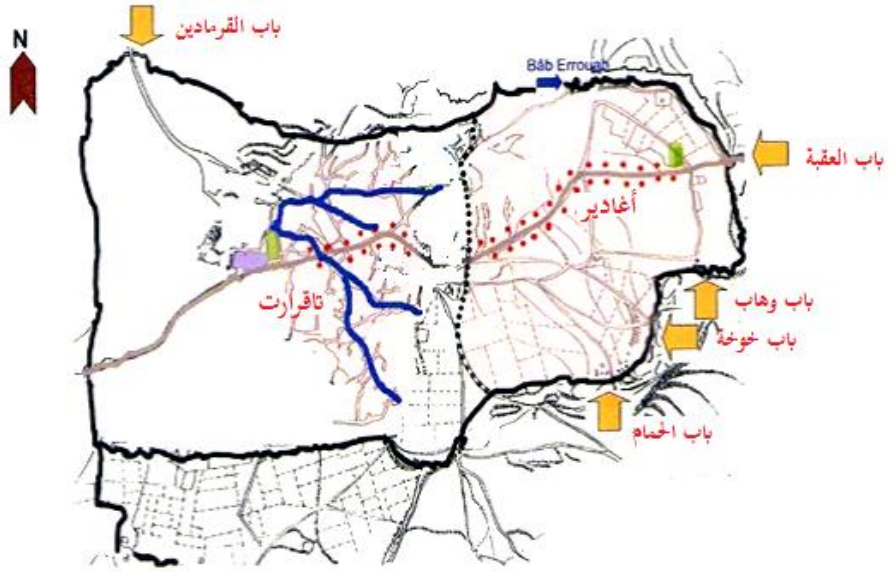 باب القرمادين
N
Bâb Errouah
باب العقبة
أغادير
تاقرارت
باب وهاب
باب خوخة
باب الحمام